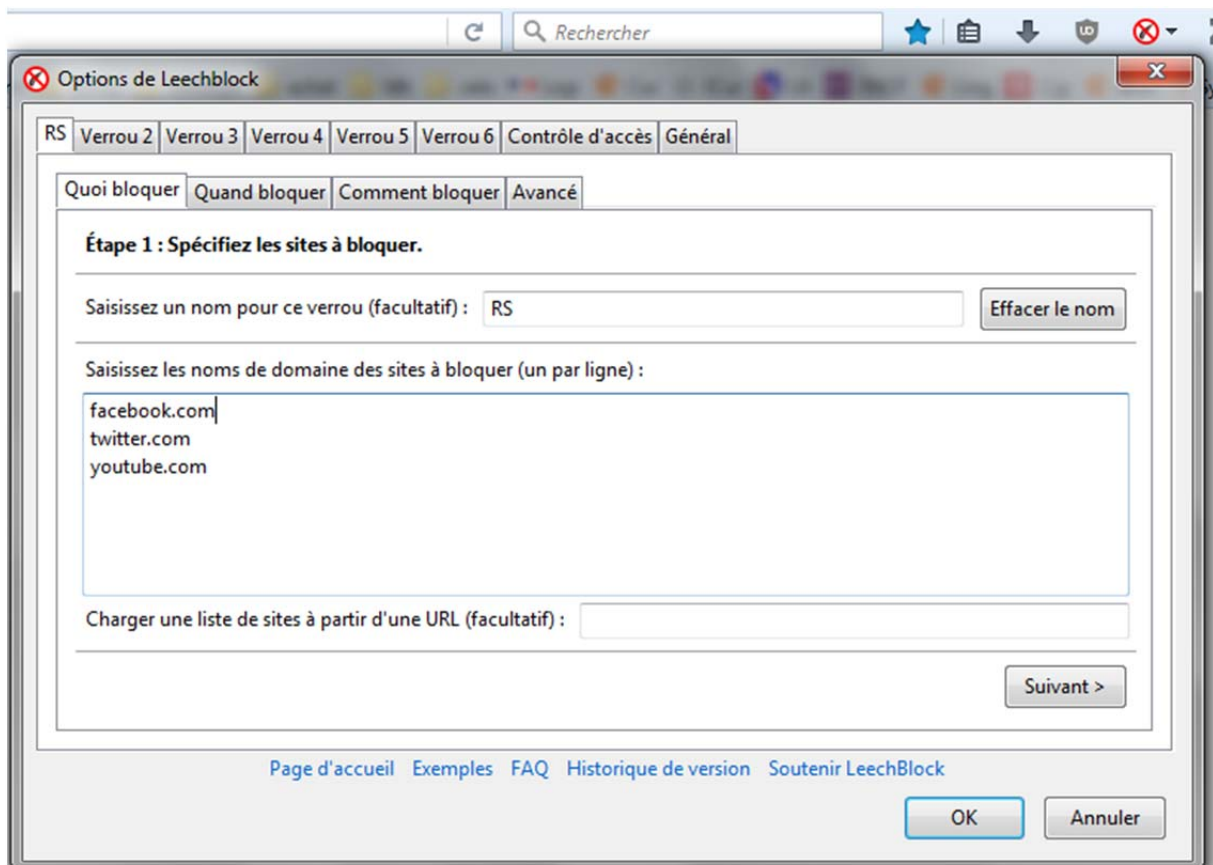 Rechercher
Options de Leechblock
RS Verrou 2 Verrou 3 Verrou 4 Verrou 5 Verrou 6 Contrôle d'accès Général
Quoi bloquer Quand bloquer Comment bloquer Avancé
Étape 1 : Spécifiez les sites à bloquer.
Saisissez un nom pour ce verrou (facultatif) : RS Effacer le nom
Saisissez les noms de domaine des sites à bloquer (un par ligne) :
facebook.com
twitter.com
youtube.com
Charger une liste de sites à partir d'une URL (facultatif) :
Suivant >
Page d'accueil Exemples FAQ Historique de version Soutenir LeechBlock
OK Annuler